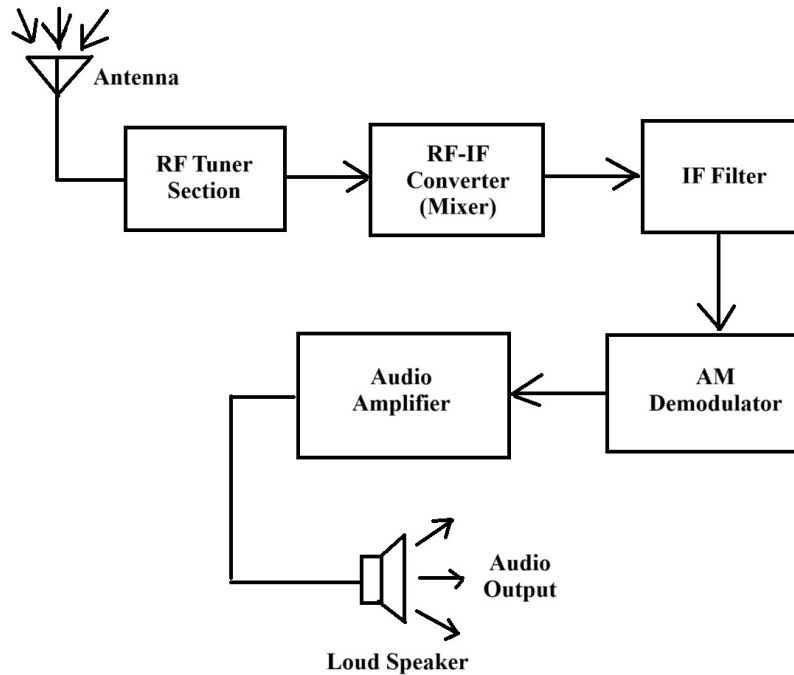 Antenna
RF Tuner
Section
RF-IF
Converter
(Mixer)
IF Filter
Audio
Amplifier
AM
Demodulator
Audio
Output
Loud Speaker